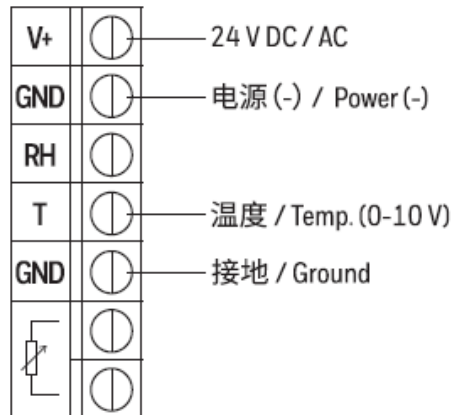 V+ 24 V DC / AC
GND 电源 (-) / Power (-)
RH
T 温度 / Temp. (0-10 V)
GND 接地 / Ground